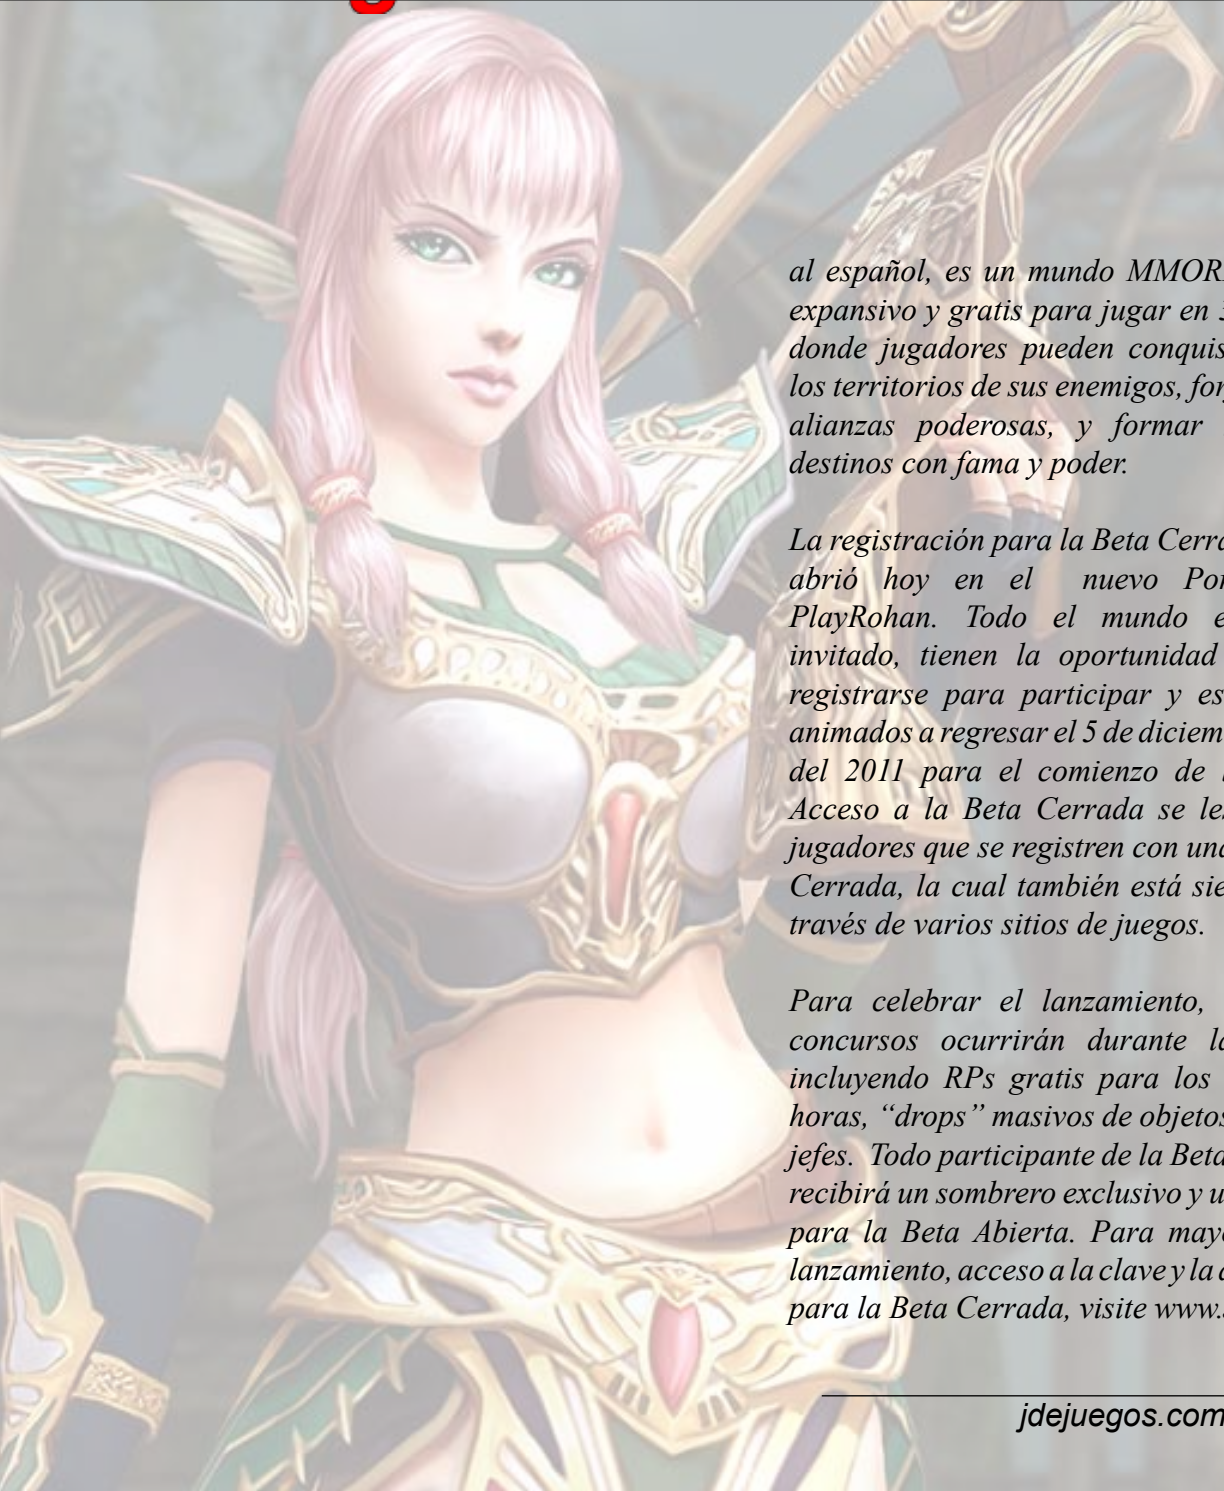 al español, es un mundo MMOR
expansivo y gratis para jugar en
donde jugadores pueden conquis
los territorios de sus enemigos, for
alianzas poderosas, y formar
destinos con fama y poder.
La registración para la Beta Cerra
abrió hoy en el nuevo Por
PlayRohan. Todo el mundo e
invitado, tienen la oportunidad
registrarse para participar y es
animados a regresar el 5 de diciem
del 2011 para el comienzo de l
Acceso a la Beta Cerrada se le
jugadores que se registren con una
Cerrada, la cual también está sie
través de varios sitios de juegos.
Para celebrar el lanzamiento,
concursos ocurrirán durante la
incluyendo RPs gratis para los
horas, “drops” masivos de objetos
jefes. Todo participante de la Beta
recibirá un sombrero exclusivo y u
para la Beta Abierta. Para mayo
lanzamiento, acceso a la clave y la
para la Beta Cerrada, visite www.
jdejuegos.com